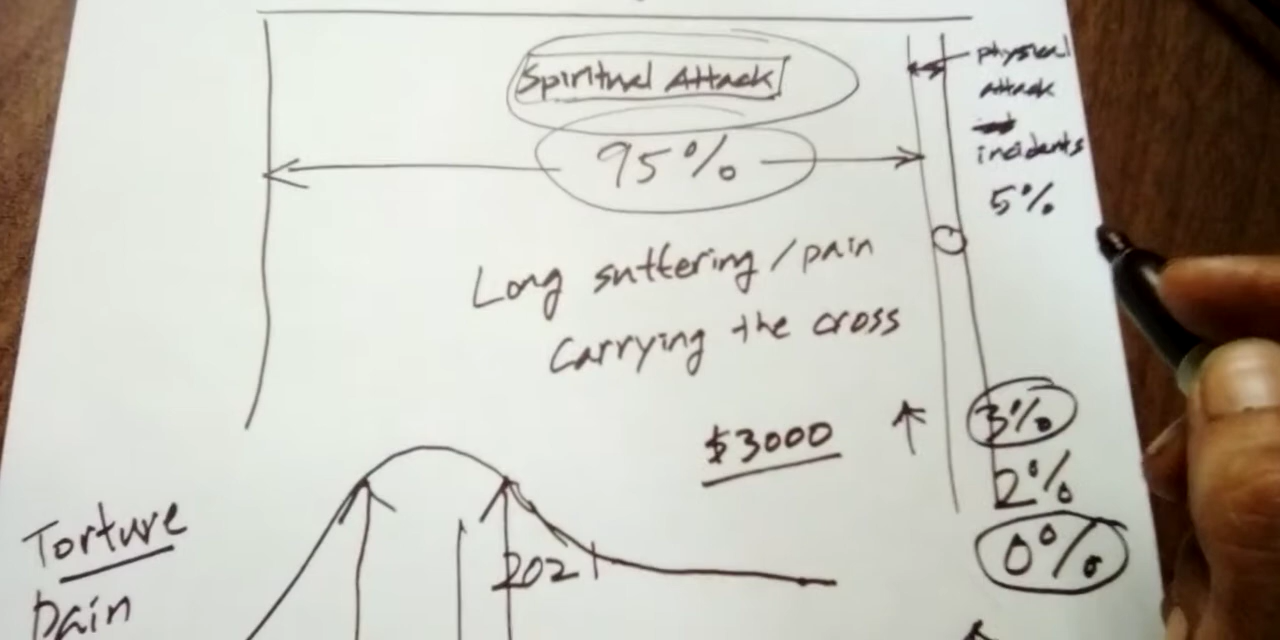 Spiritual Attack
physical
attack
incidents
95%
5%
Long suffering / pain
Carrying the cross
$3000
3%
2%
0%
Torture
Pain
2021